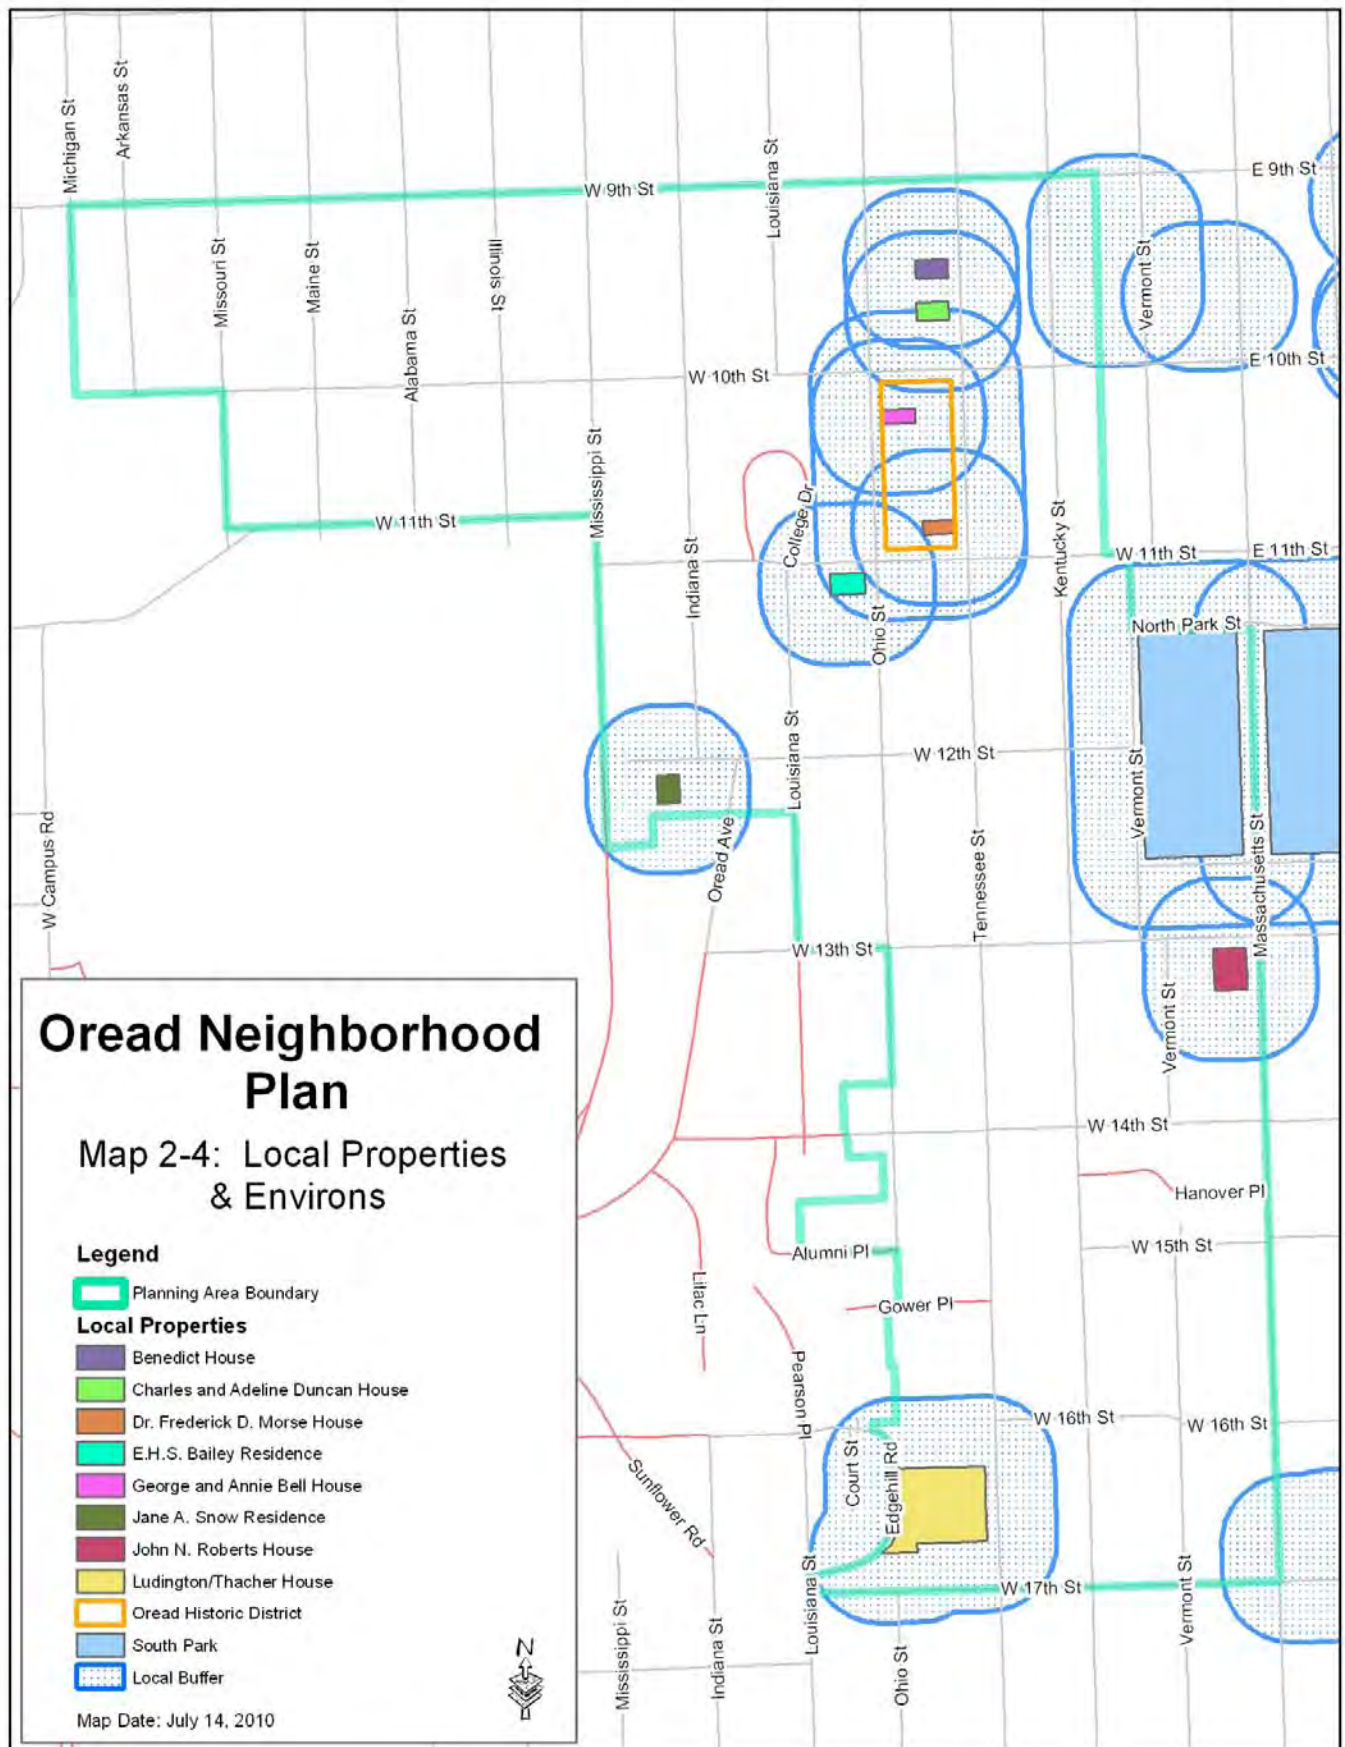 Michigan St
Arkansas St
Missouri St
Maine St
Alabama St
Illinois St
W 9th St
Louisiana St
E 9th St
Vermont St
W 10th St
E 10th St
Mississippi St
W 11th St
Indiana St
College Dr
Ohio St
Kentucky St
W 11th St
E 11th St
North Park St
W 12th St
Louisiana St
Vermont St
Massachusetts St
Oread Ave
Tennessee St
W Campus Rd
W 13th St
Vermont St
W 14th St
Hanover Pl
W 15th St
Alumni Pl
Gower Pl
Lilac Ln
Pearson Pl
W 16th St
W 16th St
Court St
Edgehill Rd
Sunflower Rd
Louisiana St
W 17th St
Vermont St
Mississippi St
Indiana St
Ohio St
Oread Neighborhood
Plan
Map 2-4: Local Properties
& Environs
Legend
Planning Area Boundary
Local Properties
Benedict House
Charles and Adeline Duncan House
Dr. Frederick D. Morse House
E.H.S. Bailey Residence
George and Annie Bell House
Jane A. Snow Residence
John N. Roberts House
Ludington/Thacher House
Oread Historic District
South Park
Local Buffer
N
Map Date: July 14, 2010